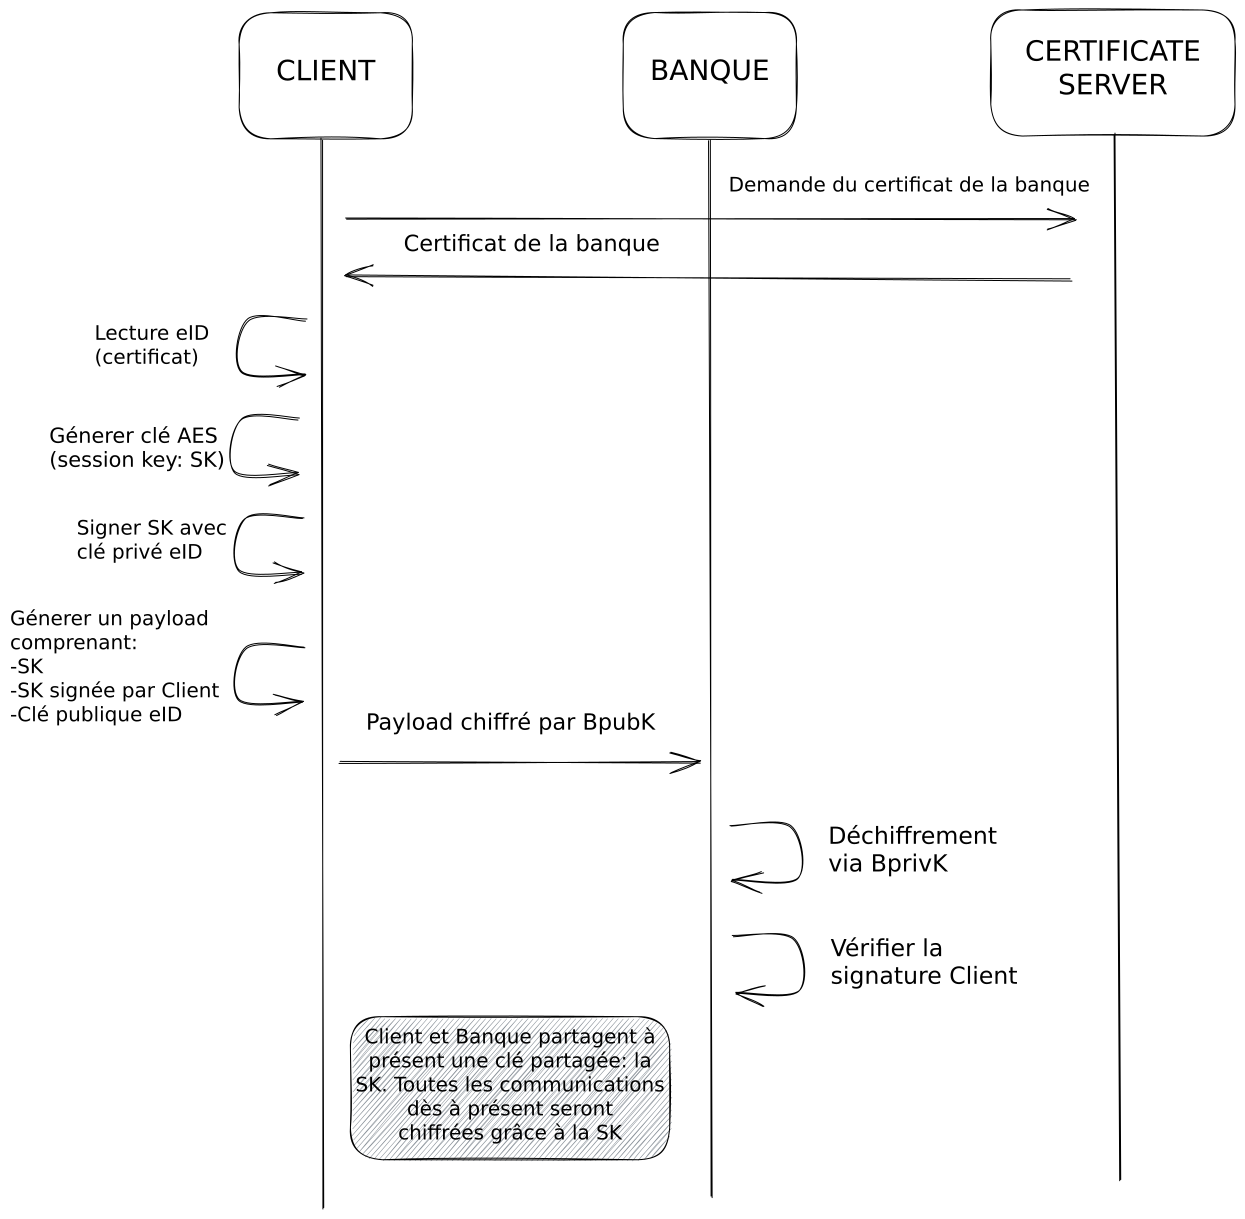 CLIENT
BANQUE
CERTIFICATE
SERVER
Demande du certificat de la banque
Certificat de la banque
Lecture eID
(certificat)
Génerer clé AES
(session key: SK)
Signer SK avec
clé privé eID
Génerer un payload
comprenant:
-SK
-SK signée par Client
-Clé publique eID
Payload chiffré par BpubK
Déchiffrement
via BprivK
Vérifier la
signature Client
Client et Banque partagent à
présent une clé partagée: la
SK. Toutes les communications
dès à présent seront
chiffrées grâce à la SK